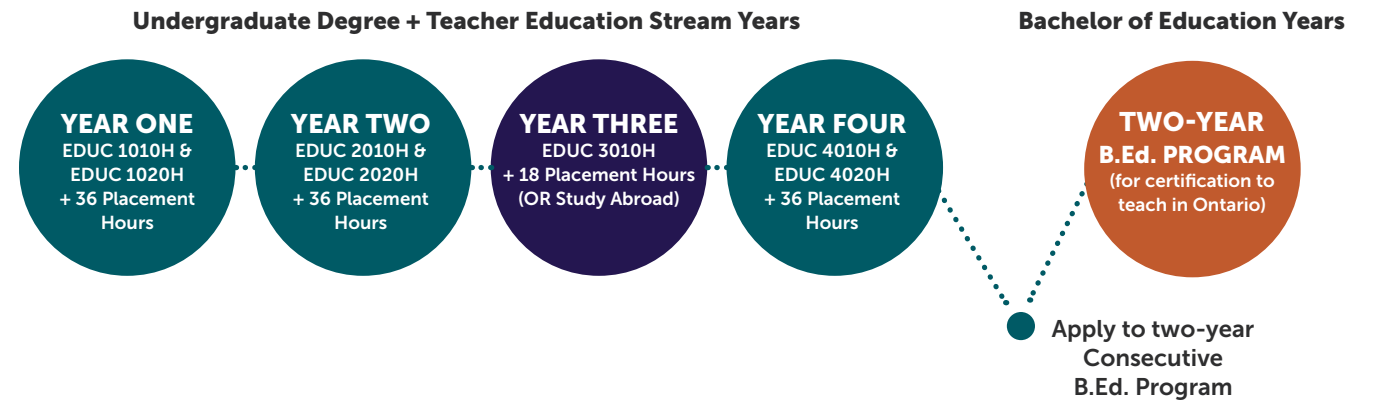 Undergraduate Degree + Teacher Education Stream Years
Bachelor of Education Years
YEAR ONE
EDUC 1010H &
EDUC 1020H
+ 36 Placement
Hours
YEAR TWO
EDUC 2010H &
EDUC 2020H
+ 36 Placement
Hours
YEAR THREE
EDUC 3010H
+ 18 Placement Hours
(OR Study Abroad)
YEAR FOUR
EDUC 4010H &
EDUC 4020H
+ 36 Placement
Hours
TWO-YEAR
B.Ed. PROGRAM
(for certification to
teach in Ontario)
Apply to two-year
Consecutive
B.Ed. Program